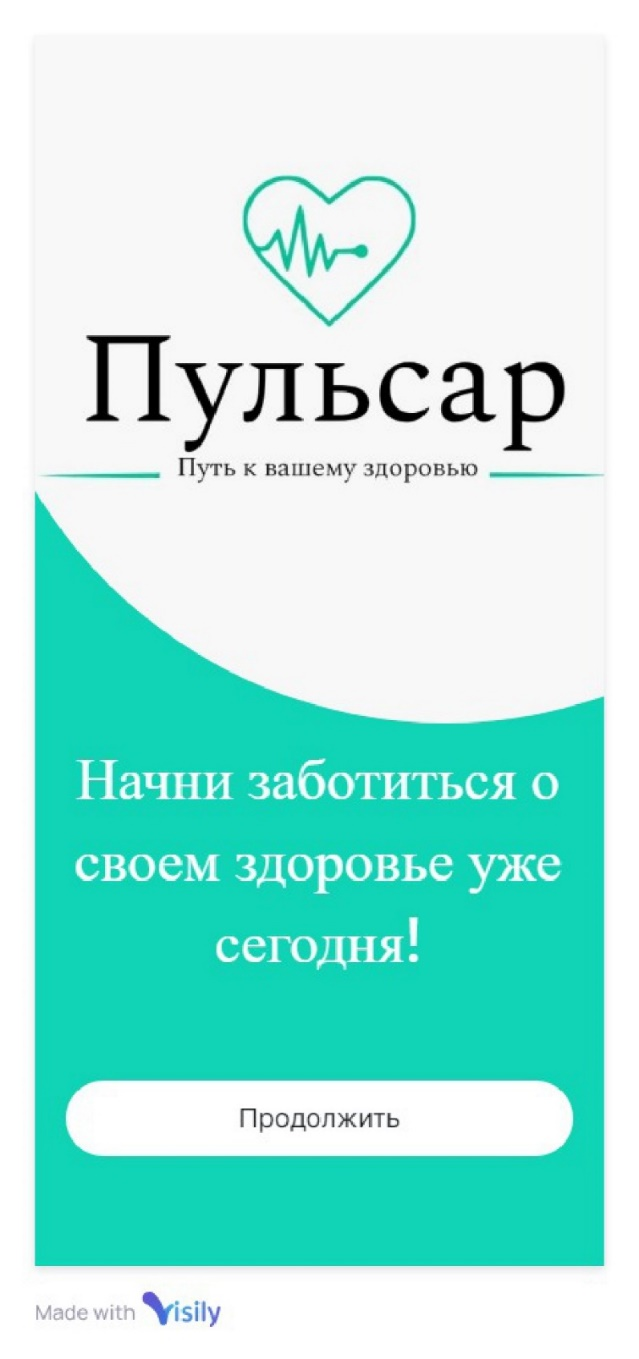 Пульсар
Путь к вашему здоровью
Начни заботиться о
своем здоровье уже
сегодня!
Продолжить
Made with Visily